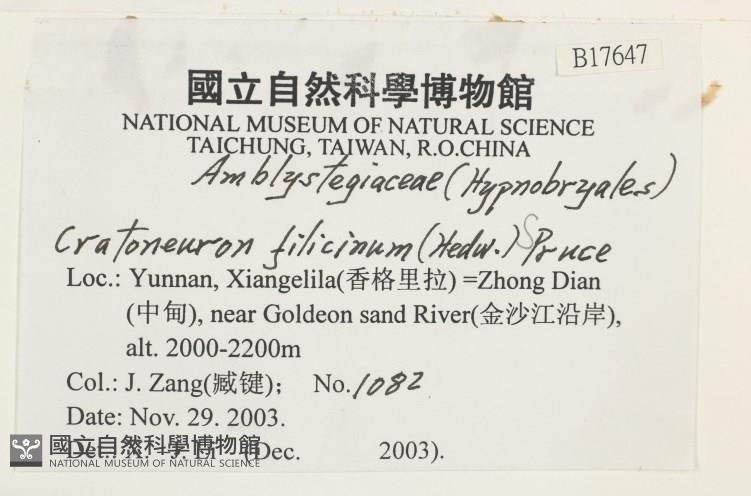 B17647
國立自然科學博物館
NATIONAL MUSEUM OF NATURAL SCIENCE
TAICHUNG, TAIWAN, R.O.CHINA
Amblystegiaceae (Hypnobryales)
Cratoneuron filicinum (Hedw.) Spruce
Loc.: Yunnan, Xiangelila(香格里拉) =Zhong Dian
(中甸), near Goldeon sand River(金沙江沿岸),
alt. 2000-2200m
Col.: J. Zang(臧键); No. 1082
Date: Nov. 29. 2003.
Det.: X. -J. Li (Dec. 2003).
國立自然科學博物館
NATIONAL MUSEUM OF NATURAL SCIENCE